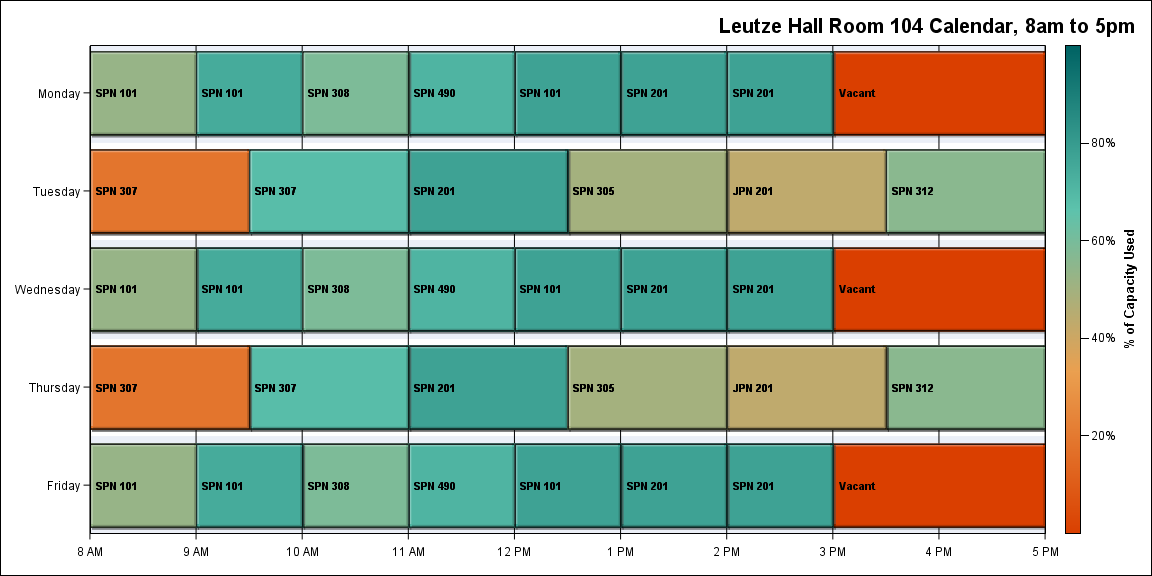 Leutze Hall Room 104 Calendar, 8am to 5pm
Monday SPN 101 SPN 101 SPN 308 SPN 490 SPN 101 SPN 201 SPN 201 Vacant
Tuesday SPN 307 SPN 307 SPN 201 SPN 305 JPN 201 SPN 312
Wednesday SPN 101 SPN 101 SPN 308 SPN 490 SPN 101 SPN 201 SPN 201 Vacant
Thursday SPN 307 SPN 307 SPN 201 SPN 305 JPN 201 SPN 312
Friday SPN 101 SPN 101 SPN 308 SPN 490 SPN 101 SPN 201 SPN 201 Vacant
8 AM 9 AM 10 AM 11 AM 12 PM 1 PM 2 PM 3 PM 4 PM 5 PM
80%
60%
40%
20%
% of Capacity Used